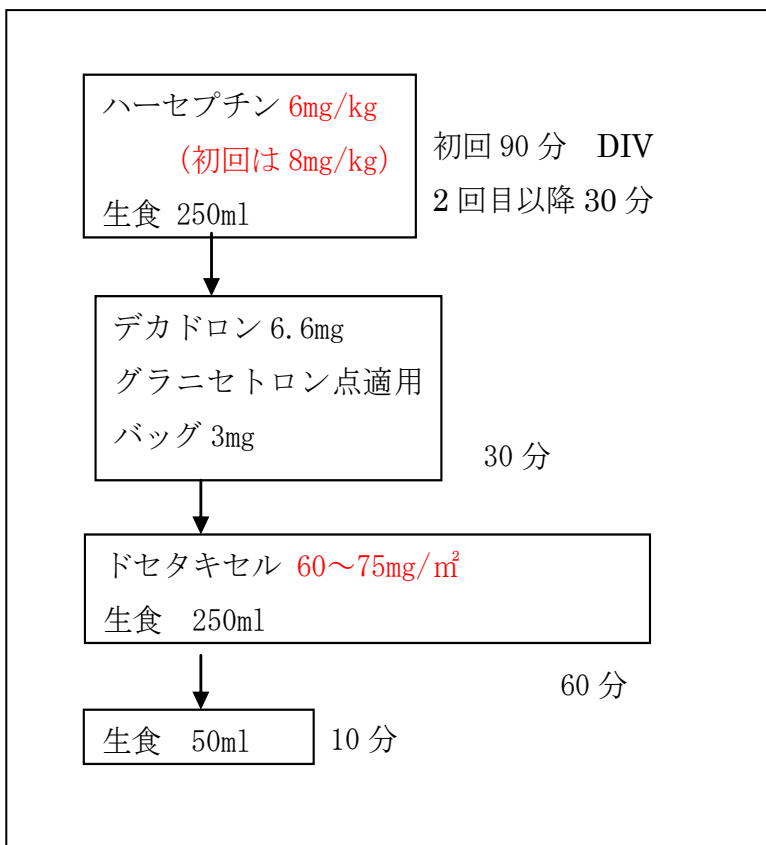 ハーセプチン 6mg/kg
(初回は 8mg/kg)
生食 250ml
初回 90 分　DIV
2 回目以降 30 分
デカドロン 6.6mg
グラニセトロン点適用
バッグ 3mg
30 分
ドセタキセル 60～75mg/㎡
生食　250ml
60 分
生食　50ml
10 分